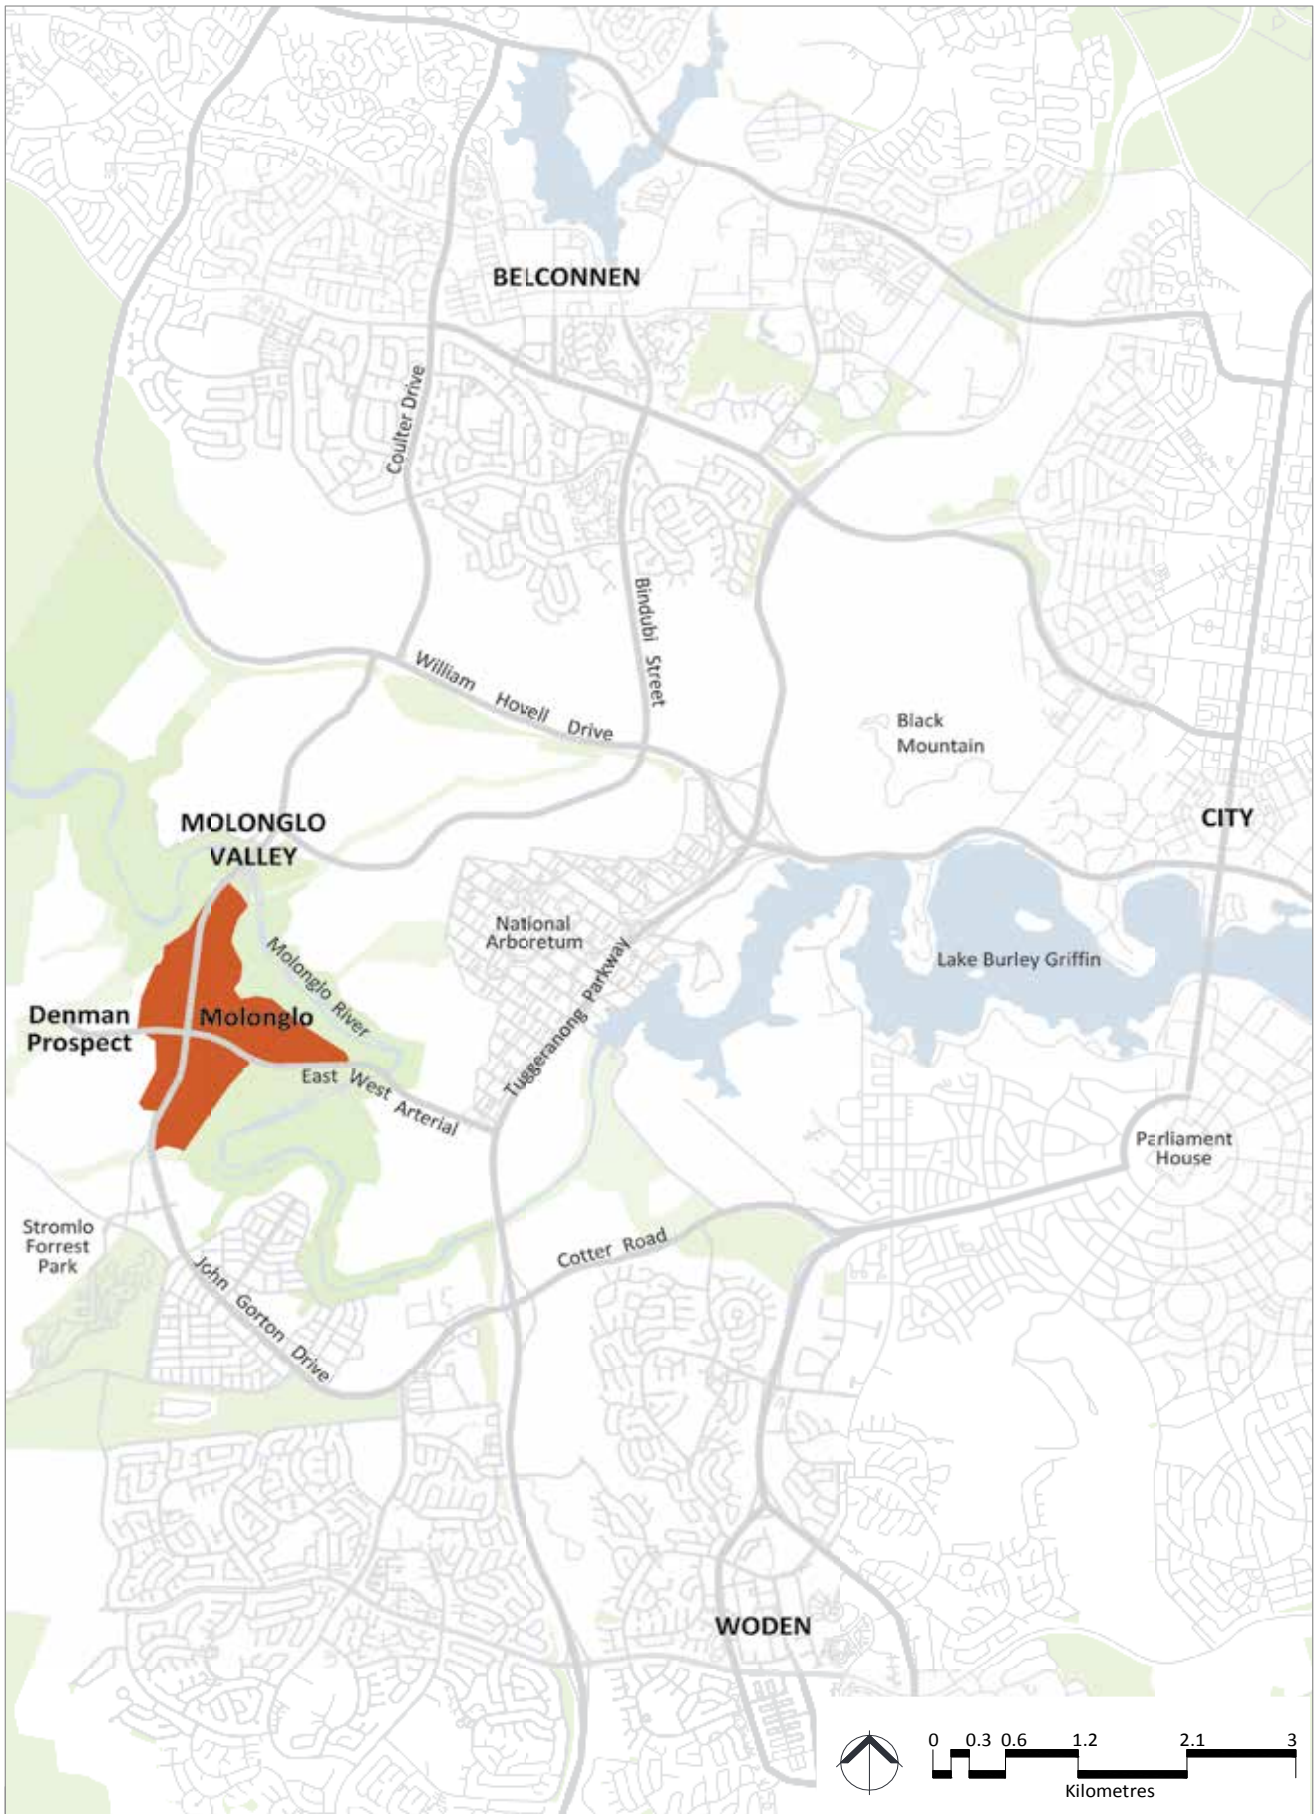 BELCONNEN
Coulter Drive
Bindubi Street
William Hovell Drive
Black
Mountain
CITY
MOLONGLO
VALLEY
National
Arboretum
Molonglo River
Tuggeranong Parkway
Lake Burley Griffin
Denman
Prospect
Molonglo
East West Arterial
Parliament
House
Stromlo
Forrest
Park
Cotter Road
John Gorton Drive
WODEN
0 0.3 0.6 1.2 2.1 3
Kilometres